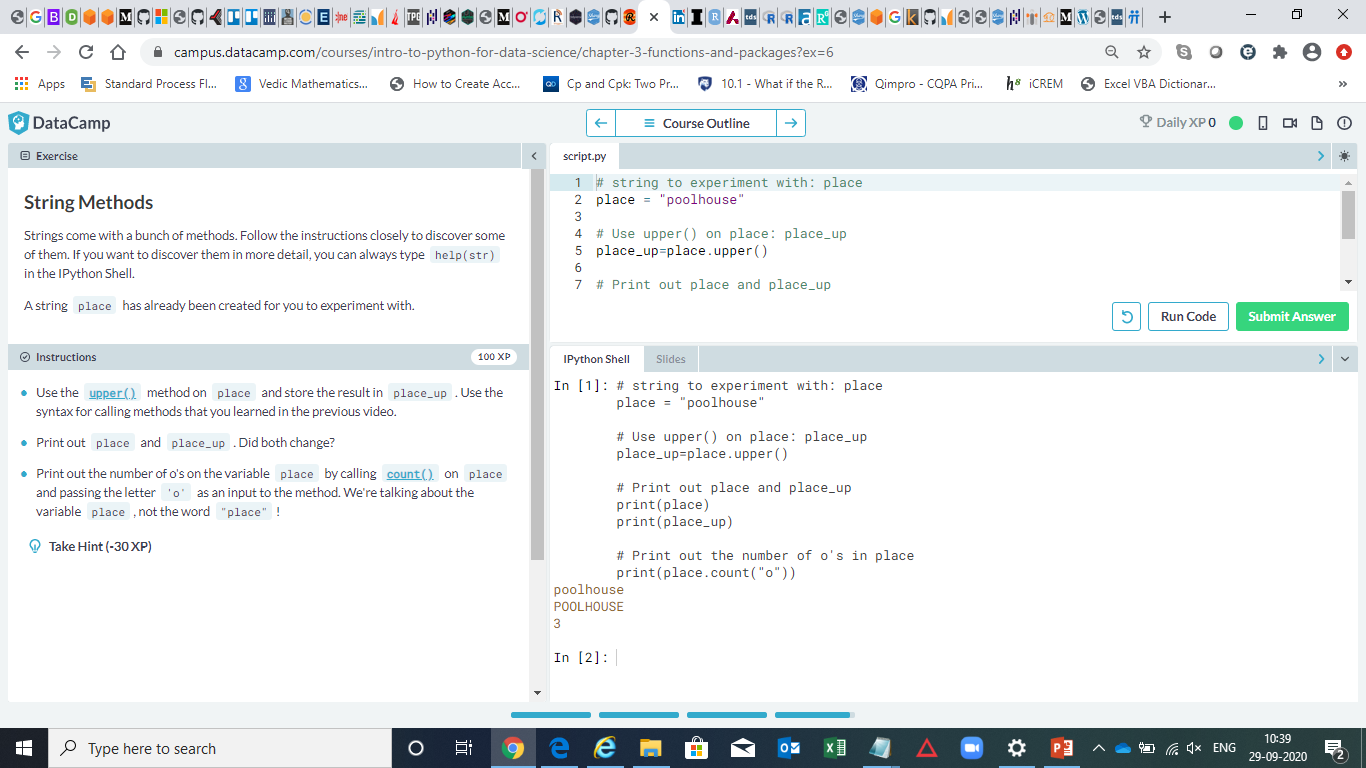 campus.datacamp.com/courses/intro-to-python-for-data-science/chapter-3-functions-and-packages?ex=6
Apps Standard Process Fl... Vedic Mathematics... How to Create Acc... Cp and Cpk: Two Pr... 10.1 - What if the R... Qimpro - CQPA Pri... iCREM Excel VBA Dictionar... »
DataCamp
Course Outline
Daily XP 0
Exercise
String Methods
Strings come with a bunch of methods. Follow the instructions closely to discover some
of them. If you want to discover them in more detail, you can always type help(str)
in the IPython Shell.
A string place has already been created for you to experiment with.
Instructions
100 XP
Use the upper() method on place and store the result in place_up . Use the
syntax for calling methods that you learned in the previous video.
Print out place and place_up . Did both change?
Print out the number of o's on the variable place by calling count() on place
and passing the letter 'o' as an input to the method. We're talking about the
variable place , not the word "place" !
Take Hint (-30 XP)
script.py
1 # string to experiment with: place
2 place = "poolhouse"
3
4 # Use upper() on place: place_up
5 place_up=place.upper()
6
7 # Print out place and place_up
Run Code
Submit Answer
IPython Shell Slides
In [1]: # string to experiment with: place
place = "poolhouse"
# Use upper() on place: place_up
place_up=place.upper()
# Print out place and place_up
print(place)
print(place_up)
# Print out the number of o's in place
print(place.count("o"))
poolhouse
POOLHOUSE
3
In [2]:
Type here to search
ENG
10:39
29-09-2020
2